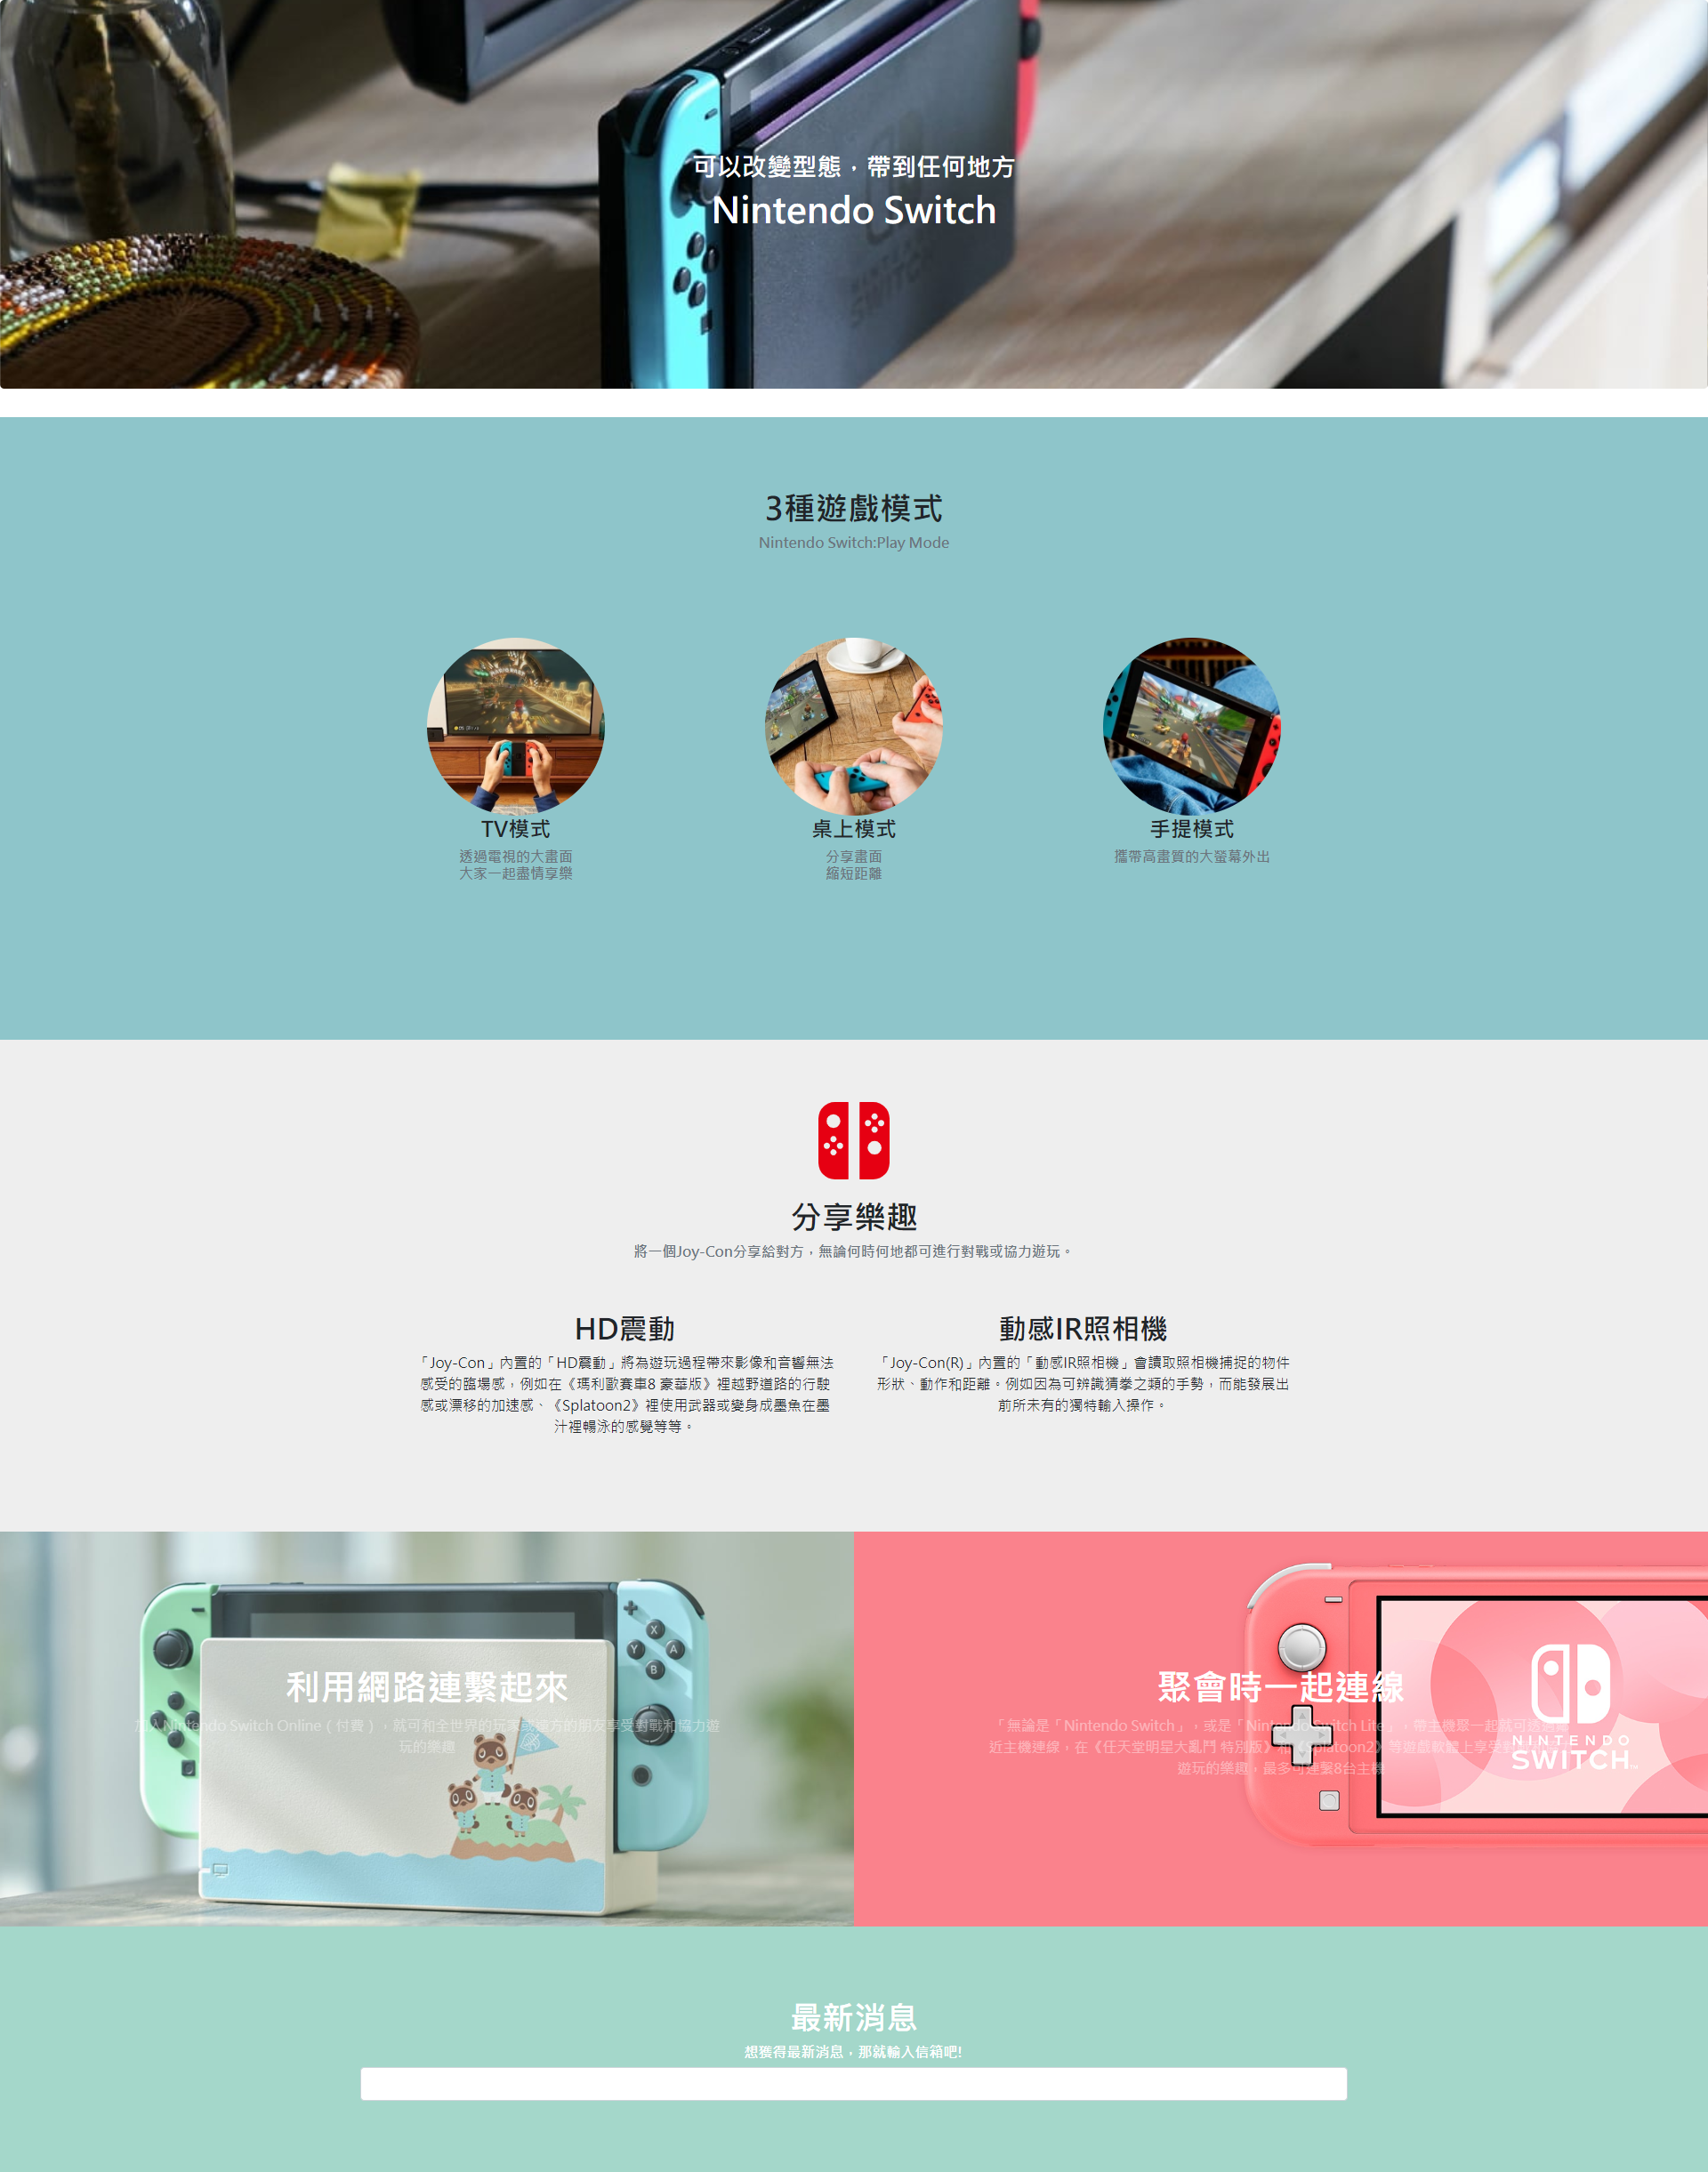 可以改變型態，帶到任何地方
Nintendo Switch
3種遊戲模式
Nintendo Switch:Play Mode
TV模式
透過電視的大畫面
大家一起盡情享樂
桌上模式
分享畫面
縮短距離
手提模式
攜帶高畫質的大螢幕外出
分享樂趣
將一個Joy-Con分享給對方，無論何時何地都可進行對戰或協力遊玩。
HD震動
「Joy-Con」內置的「HD震動」將為遊玩過程帶來影像和音響無法
感受的臨場感，例如在《瑪利歐賽車8 豪華版》裡越野道路的行駛
感或漂移的加速感、《Splatoon2》裡使用武器或變身成墨魚在墨
汁裡暢泳的感覺等等。
動感IR照相機
「Joy-Con(R)」內置的「動感IR照相機」會讀取照相機捕捉的物件
形狀、動作和距離。例如因為可辨識猜拳之類的手勢，而能發展出
前所未有的獨特輸入操作。
X
Y
A
B
利用網路連繫起來
加入Nintendo Switch Online（付費），就可和全世界的玩家或遠方的朋友享受對戰和協力遊
玩的樂趣
聚會時一起連線
「無論是「Nintendo Switch」，或是「Nintendo Switch Lite」，帶主機聚一起就可透過鄰
近主機連線，在《任天堂明星大亂鬥 特別版》和《Splatoon2》等遊戲軟體上享受對
遊玩的樂趣，最多可連繫8台主機
NINTENDO
SWITCH
最新消息
想獲得最新消息，那就輸入信箱吧!